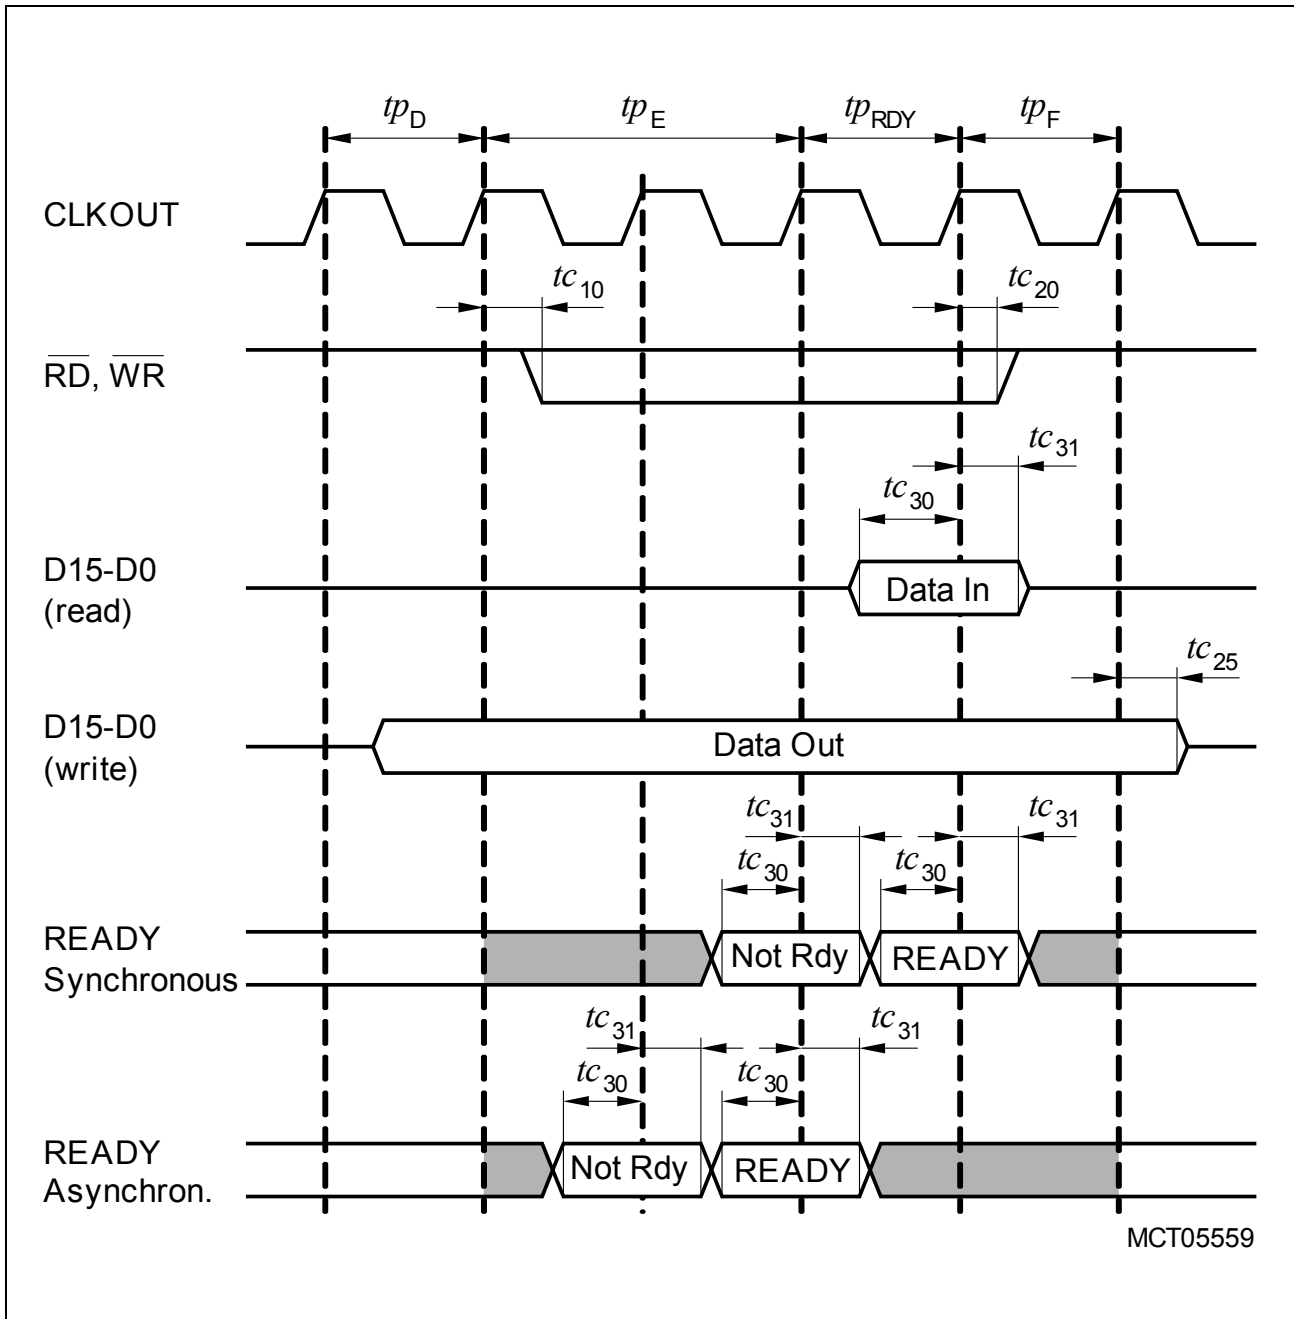 tpD tpE tpRDY tpF
CLKOUT
tc10 tc20
RD, WR
tc31
tc30
D15-D0
(read)
Data In
tc25
D15-D0
(write)
Data Out
tc31 tc31
tc30 tc30
READY
Synchronous
Not Rdy READY
tc31 tc31
tc30 tc30
READY
Asynchron.
Not Rdy READY
MCT05559